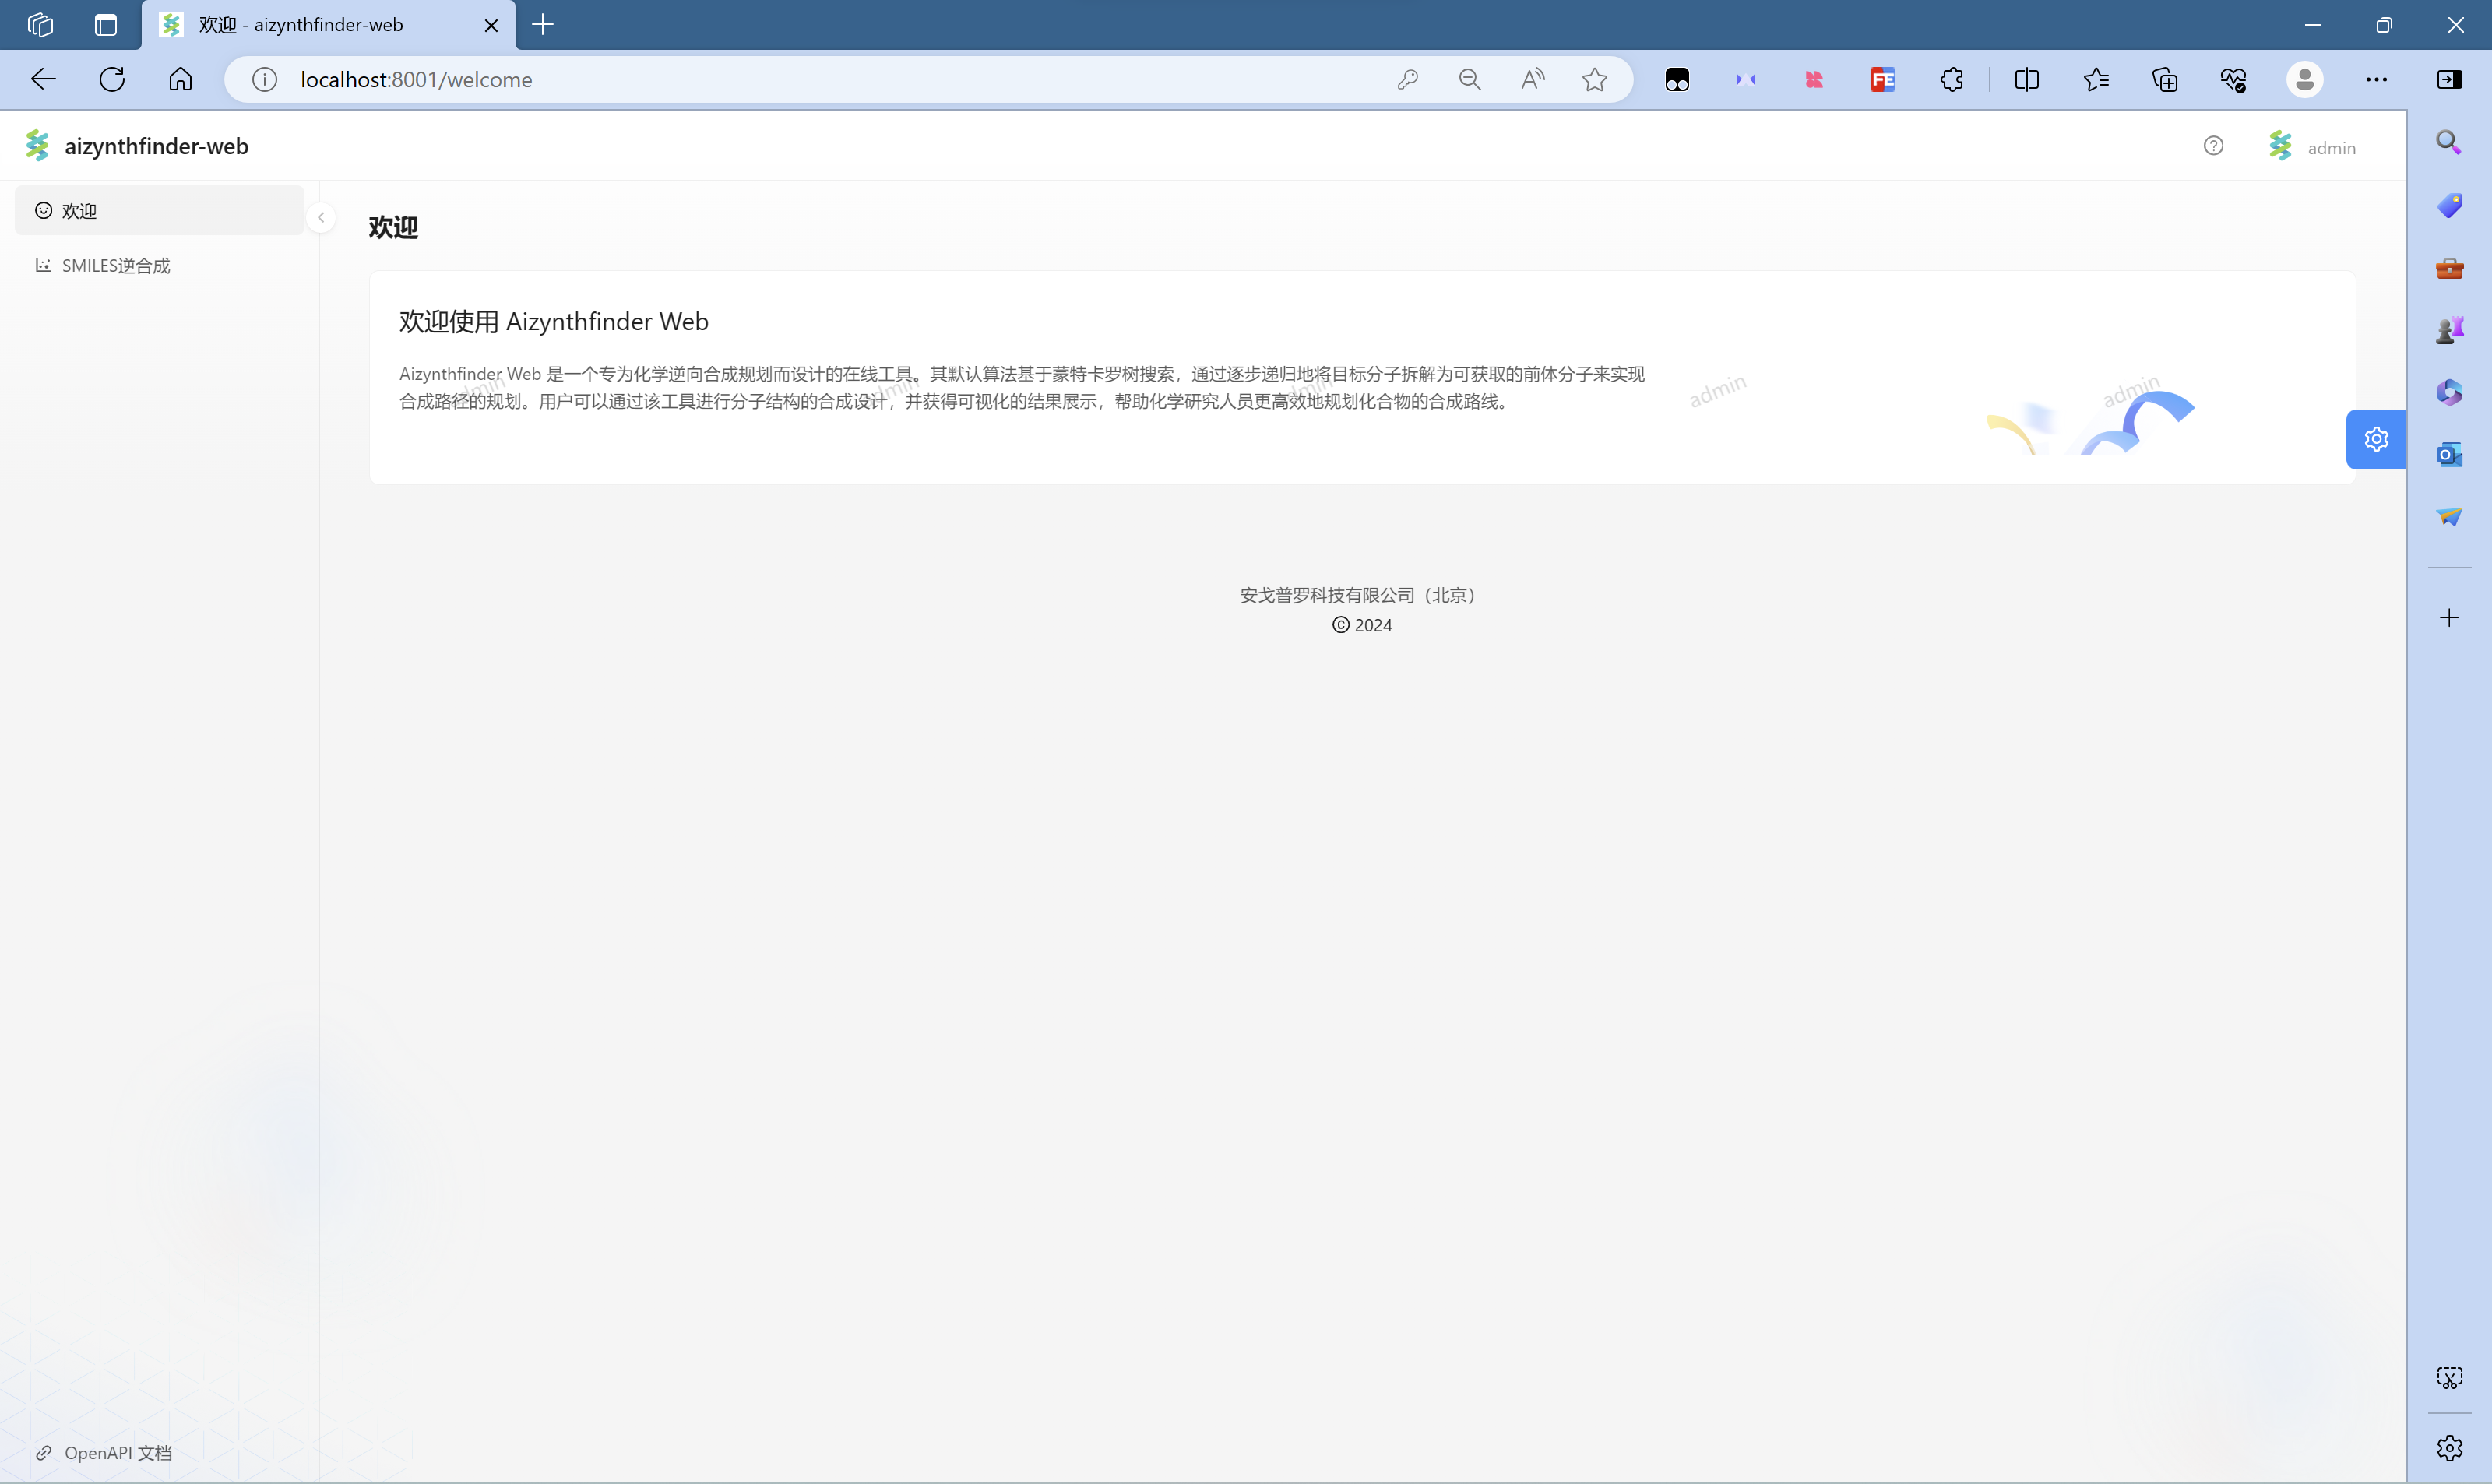 欢迎 - aizynthfinder-web
localhost:8001/welcome
FE
aizynthfinder-web
admin
欢迎
SMILES逆合成
欢迎
欢迎使用 Aizynthfinder Web
Aizynthfinder Web 是一个专为化学逆向合成规划而设计的在线工具。其默认算法基于蒙特卡罗树搜索，通过逐步递归地将目标分子拆解为可获取的前体分子来实现
合成路径的规划。用户可以通过该工具进行分子结构的合成设计，并获得可视化的结果展示，帮助化学研究人员更高效地规划化合物的合成路线。
admin
admin
admin
admin
admin
安戈普罗科技有限公司（北京）
© 2024
OpenAPI 文档